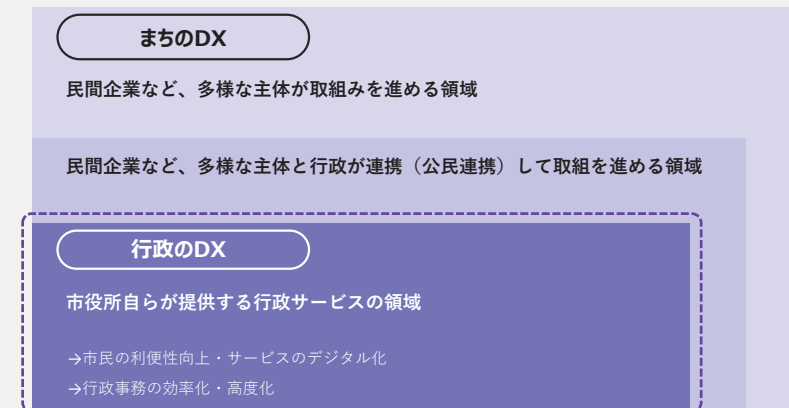 まちのDX
民間企業など、多様な主体が取組みを進める領域
民間企業など、多様な主体と行政が連携（公民連携）して取組を進める領域
行政のDX
市役所自らが提供する行政サービスの領域
→市民の利便性向上・サービスのデジタル化
→行政事務の効率化・高度化